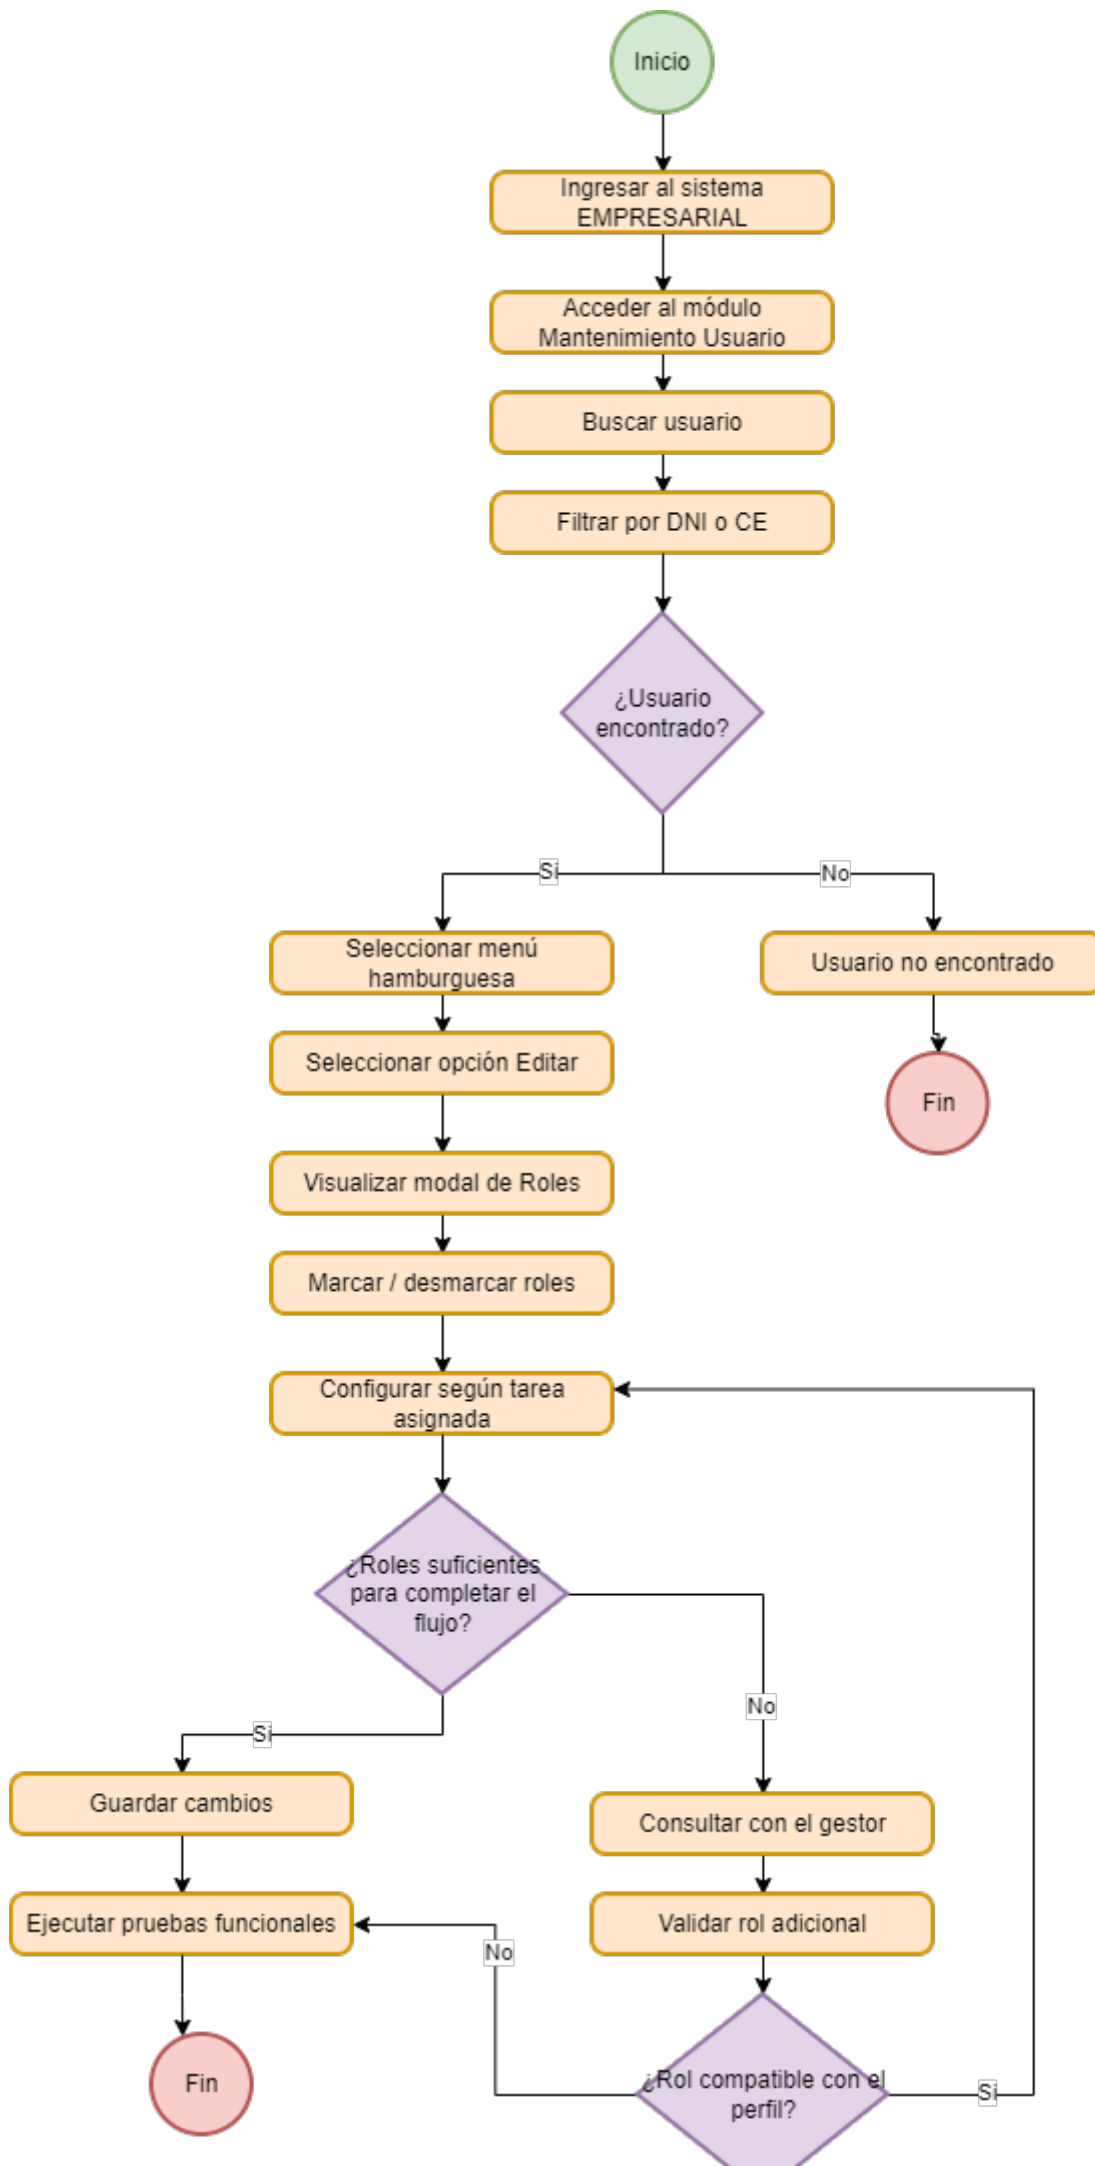 Inicio
Ingresar al sistema
EMPRESARIAL
Acceder al módulo
Mantenimiento Usuario
Buscar usuario
Filtrar por DNI o CE
¿Usuario
encontrado?
Si
No
Seleccionar menú
hamburguesa
Usuario no encontrado
Seleccionar opción Editar
Fin
Visualizar modal de Roles
Marcar / desmarcar roles
Configurar según tarea
asignada
¿Roles suficientes
para completar el
flujo?
No
Si
Guardar cambios
Consultar con el gestor
Ejecutar pruebas funcionales
Validar rol adicional
No
Fin
¿Rol compatible con el
perfil?
Si